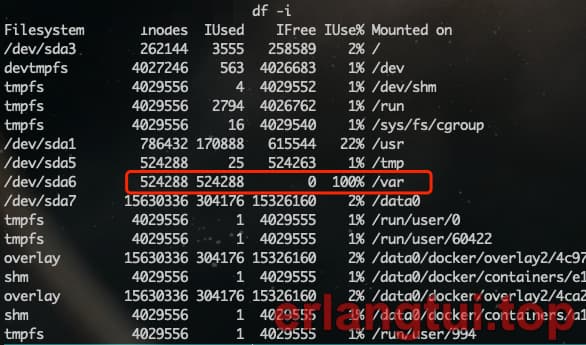 df -i
Filesystem Inodes IUsed IFree IUse% Mounted on
/dev/sda3 262144 3555 258589 2% /
devtmpfs 4027246 563 4026683 1% /dev
tmpfs 4029556 4 4029552 1% /dev/shm
tmpfs 4029556 2794 4026762 1% /run
tmpfs 4029556 16 4029540 1% /sys/fs/cgroup
/dev/sda1 786432 170888 615544 22% /usr
/dev/sda5 524288 25 524263 1% /tmp
/dev/sda6 524288 524288 0 100% /var
/dev/sda7 15630336 304176 15326160 2% /data0
tmpfs 4029556 1 4029555 1% /run/user/0
tmpfs 4029556 1 4029555 1% /run/user/60422
overlay 15630336 304176 15326160 2% /data0/docker/overlay2/4c97
shm 4029556 1 4029555 1% /data0/docker/containers/e1
overlay 15630336 304176 15326160 2% /data0/docker/overlay2/4ca2
shm 4029556 1 4029555 1% /data0/docker/containers/a1
tmpfs 4029556 1 4029555 1% /run/user/994
erlangtui.top